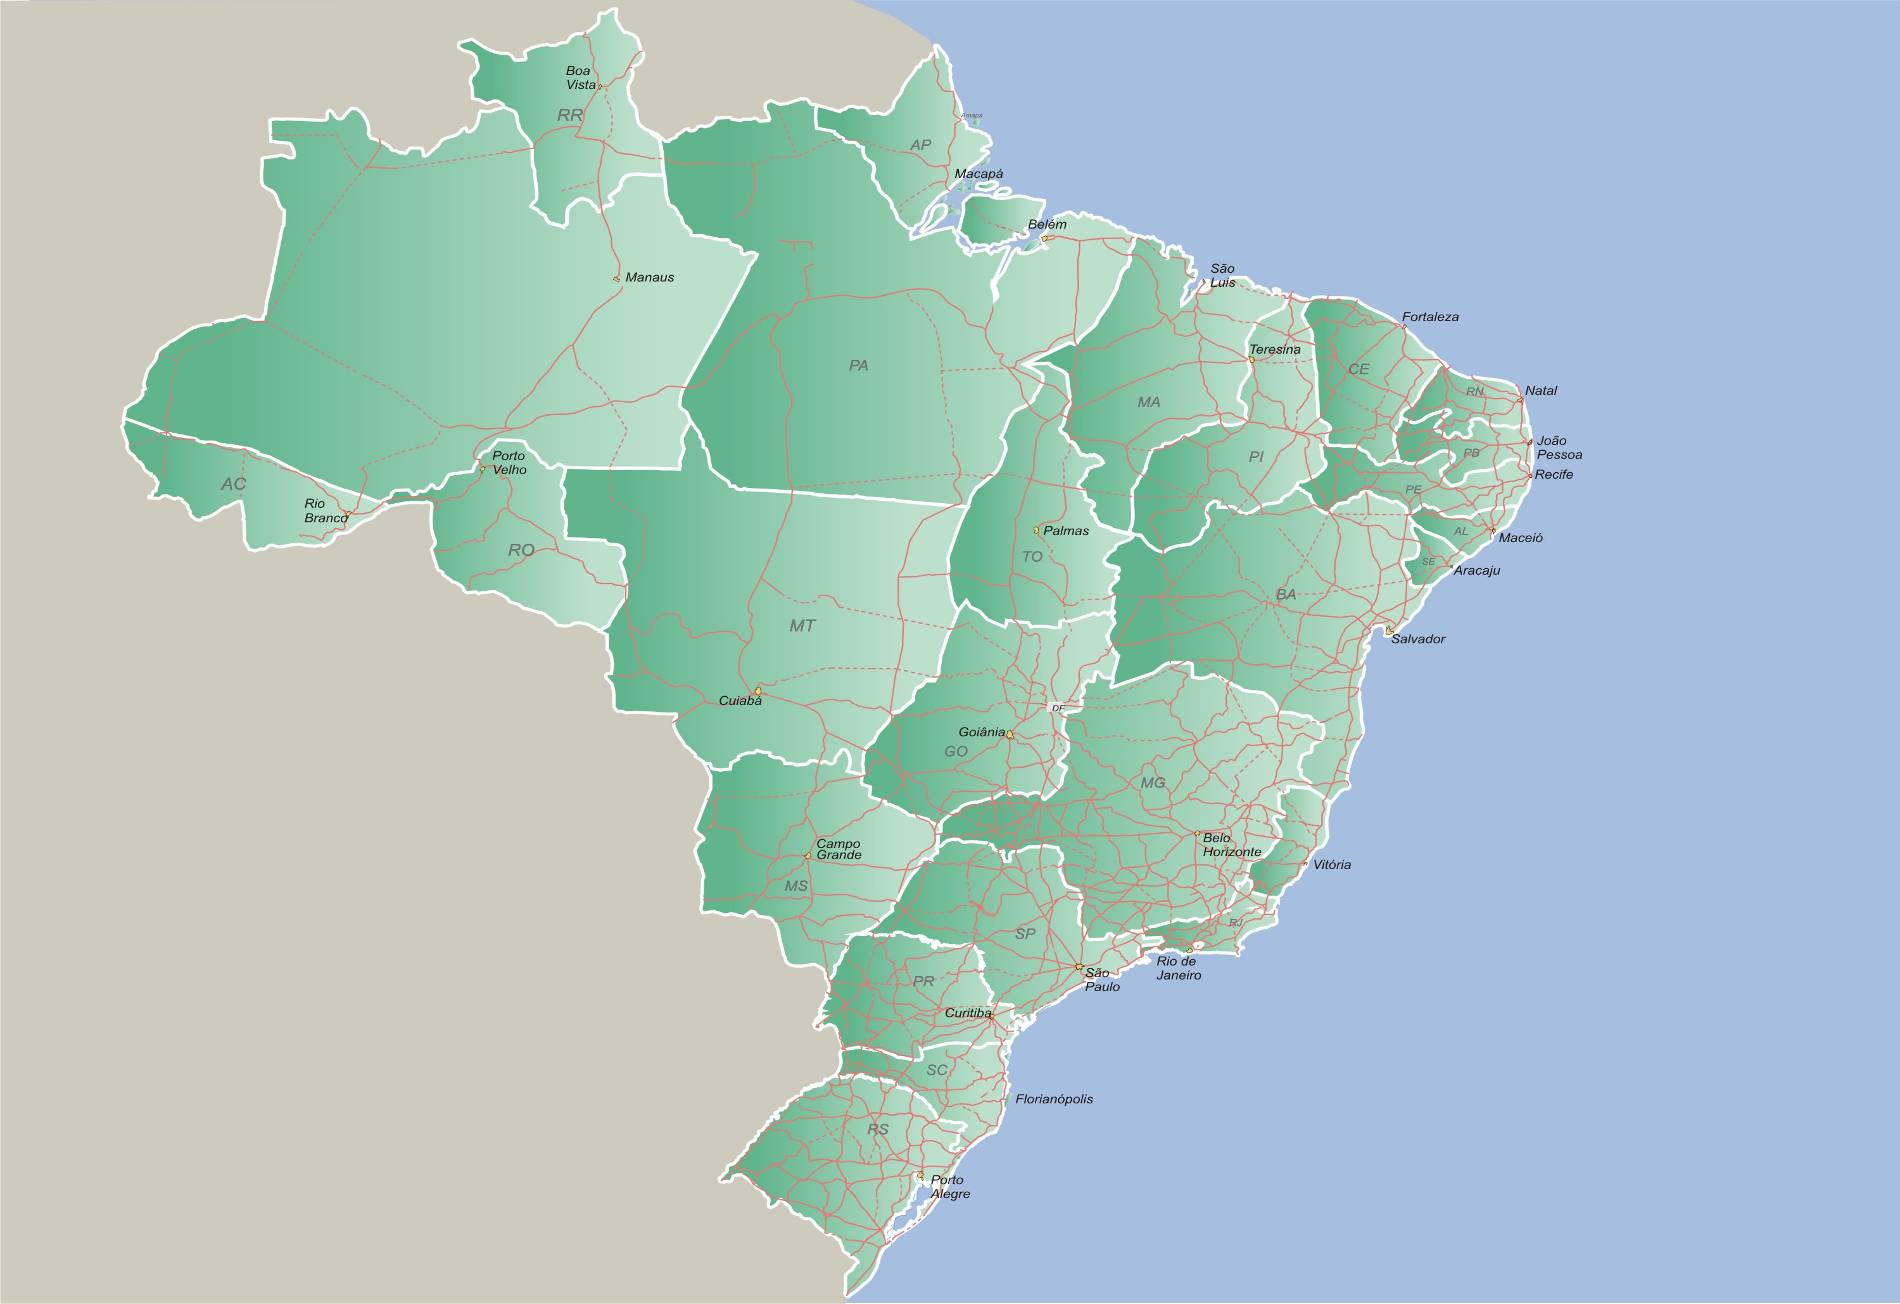 Boa
Vista
RR
Amapá
AP
Macapá
Belém
São
Luis
Manaus
Fortaleza
Teresina
PA
CE
MA
RN
Natal
João
Pessoa
PB
PI
Recife
PE
Porto
Velho
AC
Rio
Branco
RO
Palmas
TO
AL
Maceió
SE
Aracaju
BA
MT
Salvador
Cuiabá
DF
Goiânia
GO
MG
Belo
Horizonte
Campo
Grande
Vitória
MS
RJ
SP
Rio de
Janeiro
São
Paulo
PR
Curitiba
SC
Florianópolis
RS
Porto
Alegre